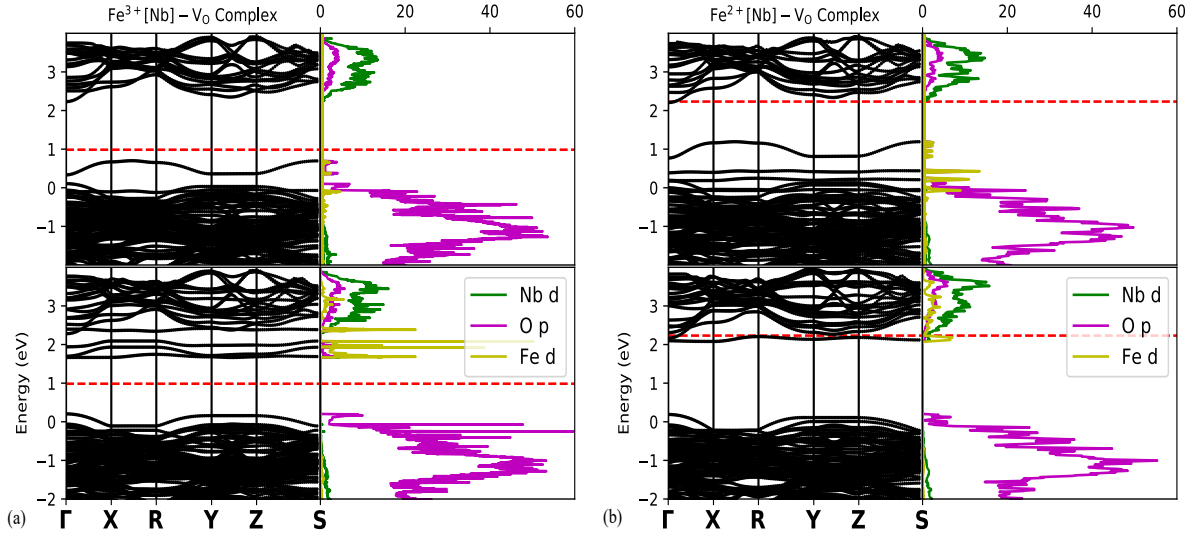 Fe³⁺[Nb] − V_O Complex
0 20 40 60
Fe²⁺[Nb] − V_O Complex
0 20 40 60
3
2
1
0
−1
3
2
1
0
−1
Energy (eV)
3
2
1
0
−1
−2
Nb d
O p
Fe d
Energy (eV)
3
2
1
0
−1
−2
Nb d
O p
Fe d
(a)
Γ X R Y Z S
(b)
Γ X R Y Z S